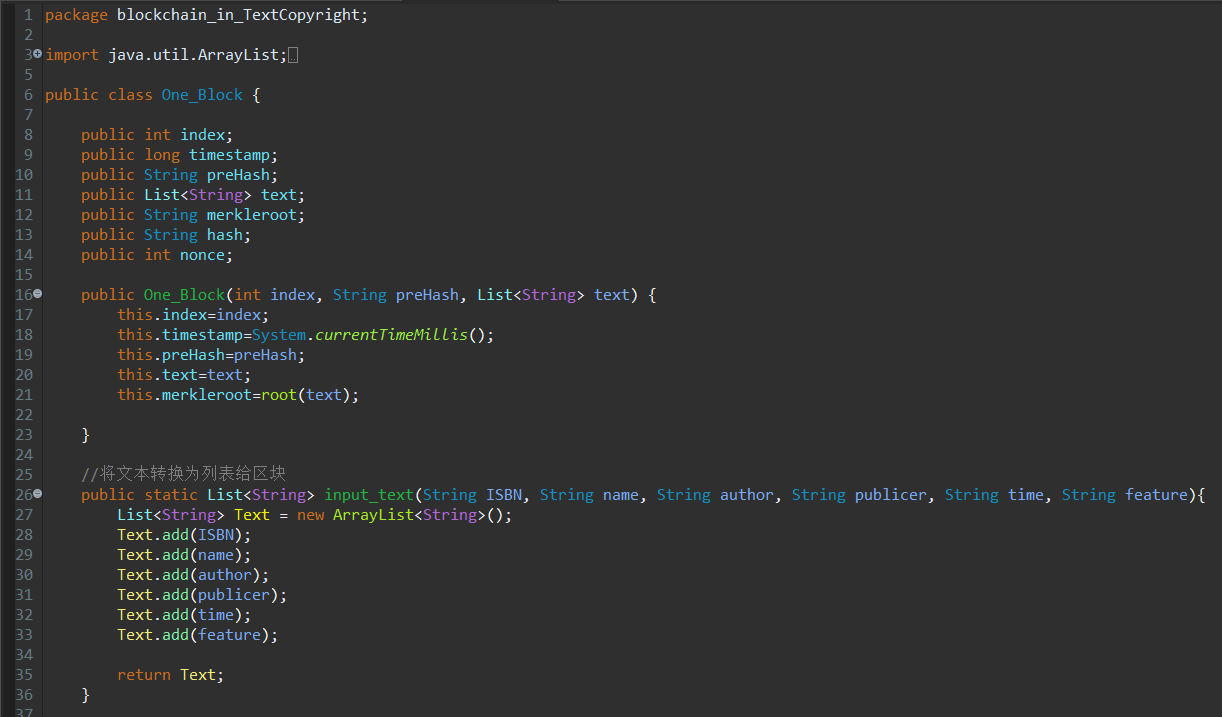 1 package blockchain_in_TextCopyright;
2
3 import java.util.ArrayList;
5
6 public class One_Block {
7
8     public int index;
9     public long timestamp;
10     public String preHash;
11     public List<String> text;
12     public String merkleroot;
13     public String hash;
14     public int nonce;
15
16     public One_Block(int index, String preHash, List<String> text) {
17         this.index=index;
18         this.timestamp=System.currentTimeMillis();
19         this.preHash=preHash;
20         this.text=text;
21         this.merkleroot=root(text);
22
23     }
24
25     //将文本转换为列表给区块
26     public static List<String> input_text(String ISBN, String name, String author, String publicer, String time, String feature){
27         List<String> Text = new ArrayList<String>();
28         Text.add(ISBN);
29         Text.add(name);
30         Text.add(author);
31         Text.add(publicer);
32         Text.add(time);
33         Text.add(feature);
34
35         return Text;
36     }
37